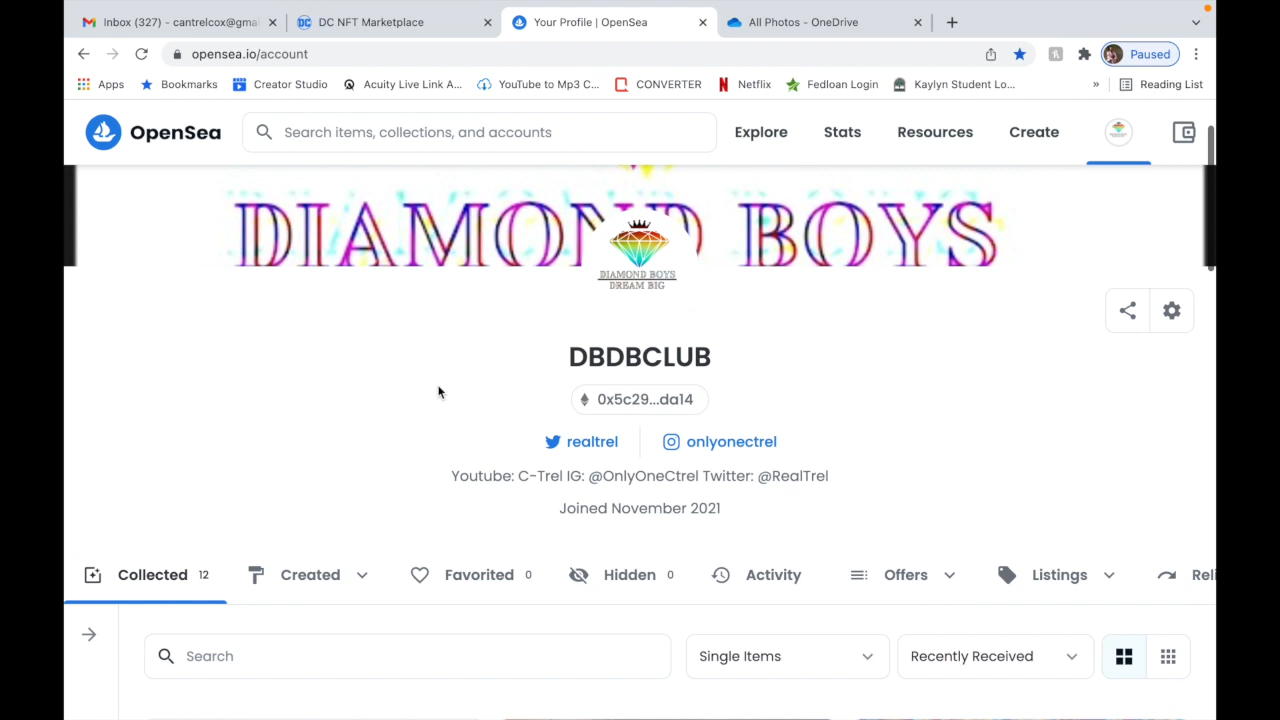 Inbox (327) - cantrelcox@gmai
DC NFT Marketplace
Your Profile | OpenSea
All Photos - OneDrive
opensea.io/account
Paused
Apps
Bookmarks
Creator Studio
Acuity Live Link A...
YouTube to Mp3 C...
CONVERTER
Netflix
Fedloan Login
Kaylyn Student Lo...
»
Reading List
OpenSea
Search items, collections, and accounts
Explore
Stats
Resources
Create
DIAMOND BOYS
DIAMOND BOYS
DREAM BIG
DBDBCLUB
0x5c29...da14
realtrel
onlyonectrel
Youtube: C-Trel IG: @OnlyOneCtrel Twitter: @RealTrel
Joined November 2021
Collected 12
Created
Favorited 0
Hidden 0
Activity
Offers
Listings
Reli
Search
Single Items
Recently Received